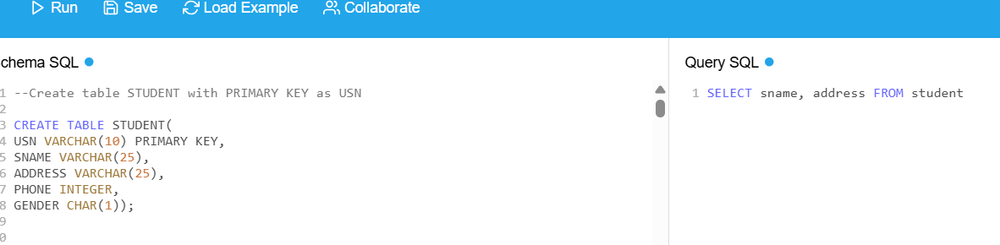 Run Save Load Example Collaborate
chema SQL
1 --Create table STUDENT with PRIMARY KEY as USN
2
3 CREATE TABLE STUDENT(
4 USN VARCHAR(10) PRIMARY KEY,
5 SNAME VARCHAR(25),
6 ADDRESS VARCHAR(25),
7 PHONE INTEGER,
8 GENDER CHAR(1));
9
0
Query SQL
1 SELECT sname, address FROM student